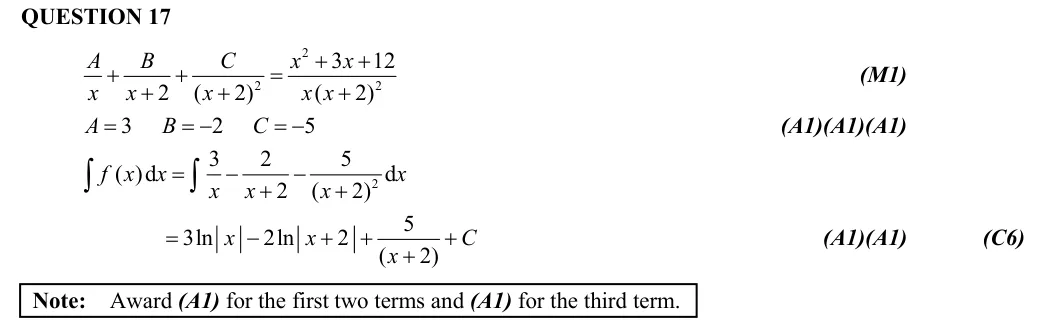 QUESTION 17
A/x + B/(x+2) + C/(x+2)² = (x²+3x+12)/(x(x+2)²) (M1)
A = 3 B = −2 C = −5 (A1)(A1)(A1)
∫ f(x)dx = ∫ 3/x − 2/(x+2) − 5/(x+2)² dx
= 3ln|x| − 2ln|x+2| + 5/(x+2) + C (A1)(A1) (C6)
Note: Award (A1) for the first two terms and (A1) for the third term.